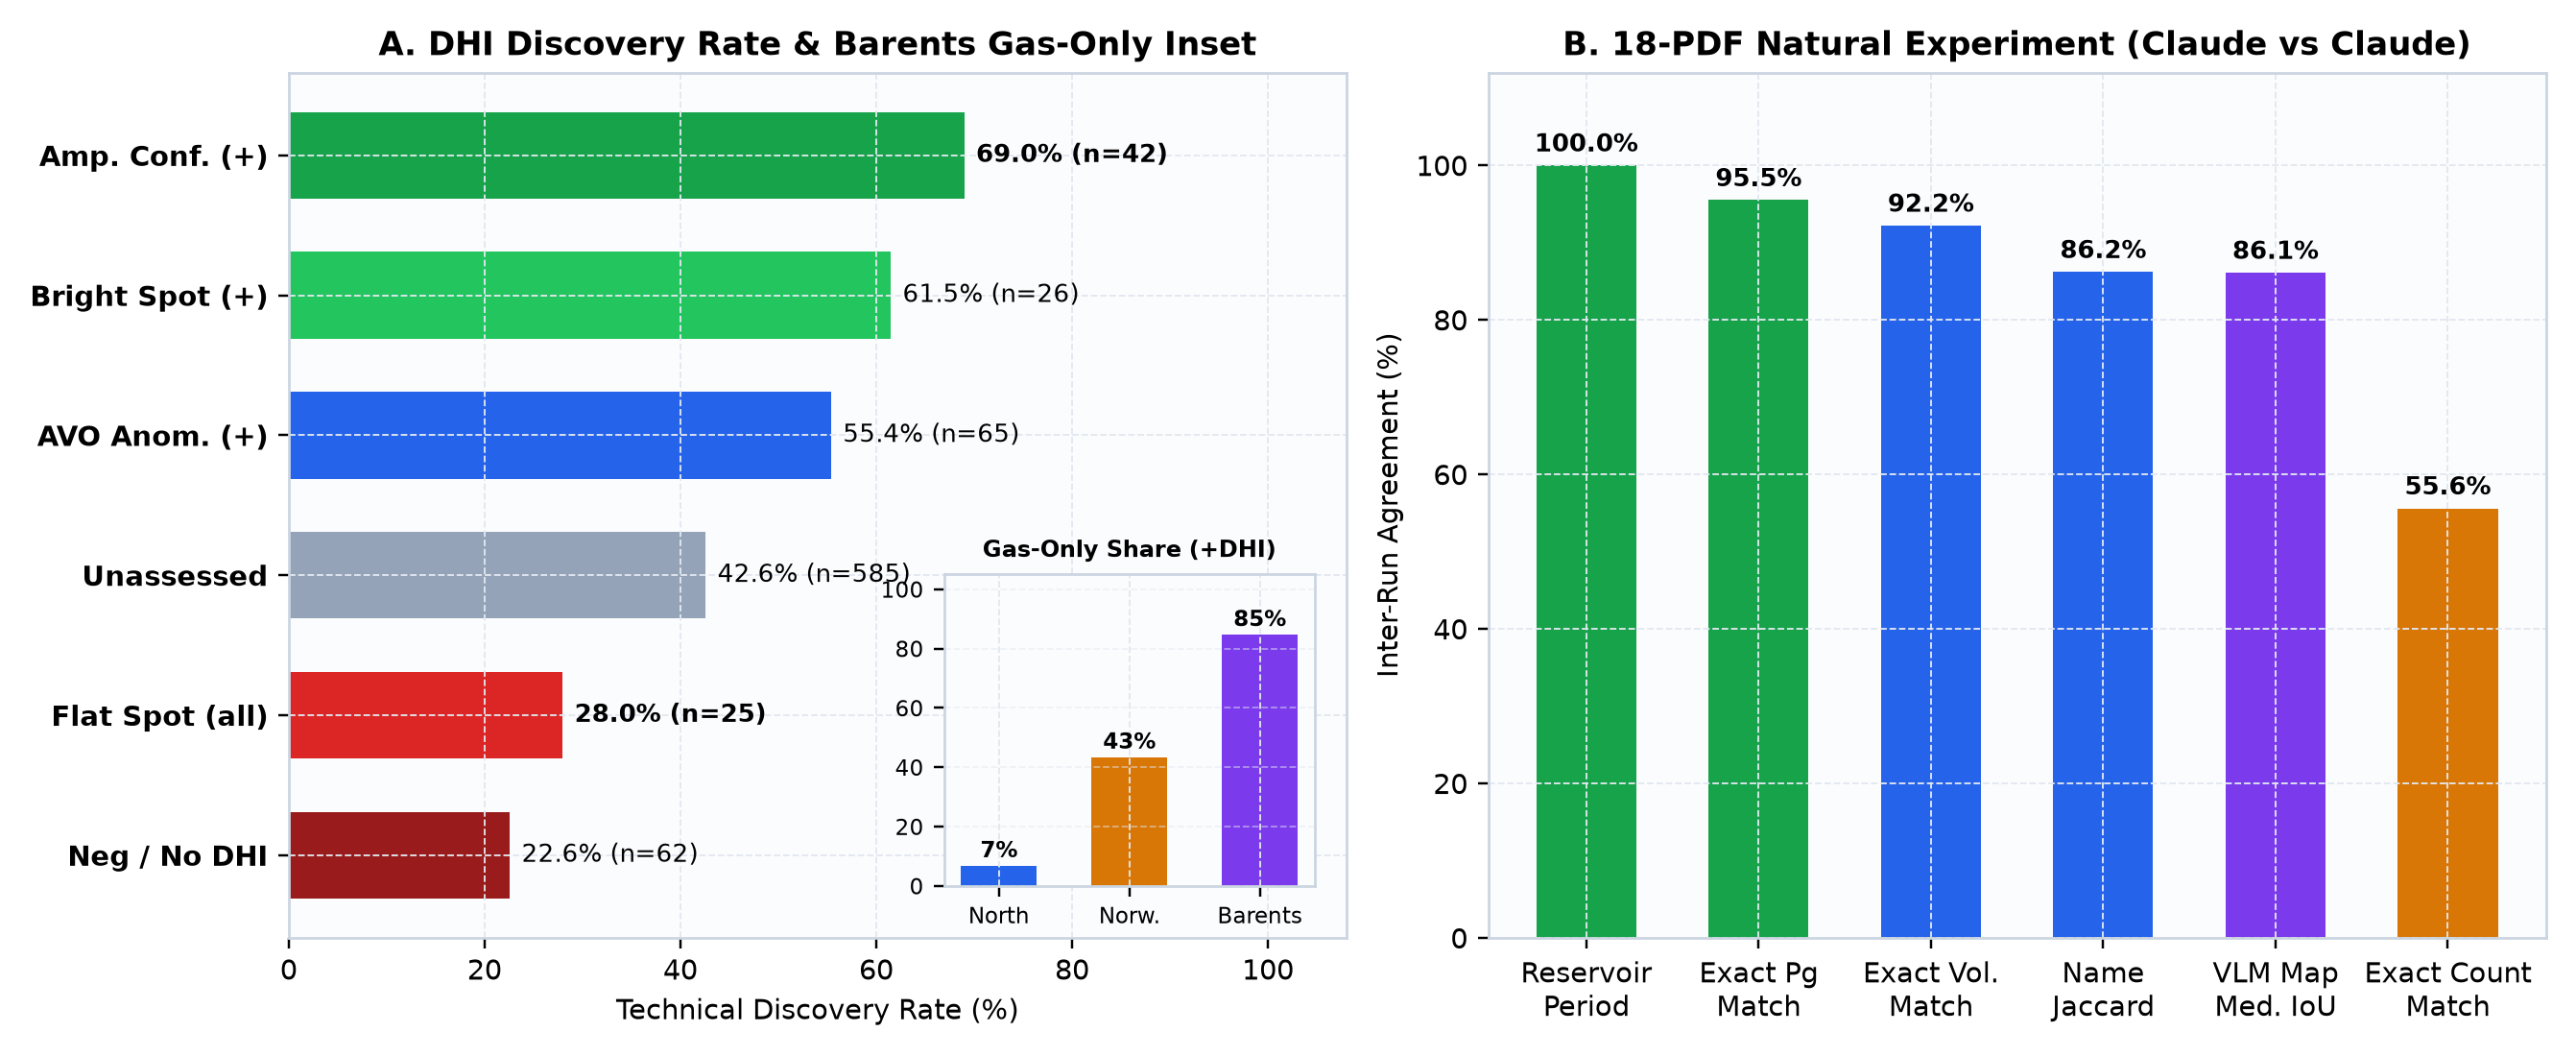 A. DHI Discovery Rate & Barents Gas-Only Inset
Amp. Conf. (+)
69.0% (n=42)
Bright Spot (+)
61.5% (n=26)
AVO Anom. (+)
55.4% (n=65)
Unassessed
42.6% (n=585)
Flat Spot (all)
28.0% (n=25)
Neg / No DHI
22.6% (n=62)
0 20 40 60 80 100
Technical Discovery Rate (%)
Gas-Only Share (+DHI)
100
80
60
40
20
0
7%
43%
85%
North Norw. Barents
B. 18-PDF Natural Experiment (Claude vs Claude)
Inter-Run Agreement (%)
100
80
60
40
20
0
100.0%
95.5%
92.2%
86.2%
86.1%
55.6%
Reservoir
Period
Exact Pg
Match
Exact Vol.
Match
Name
Jaccard
VLM Map
Med. IoU
Exact Count
Match